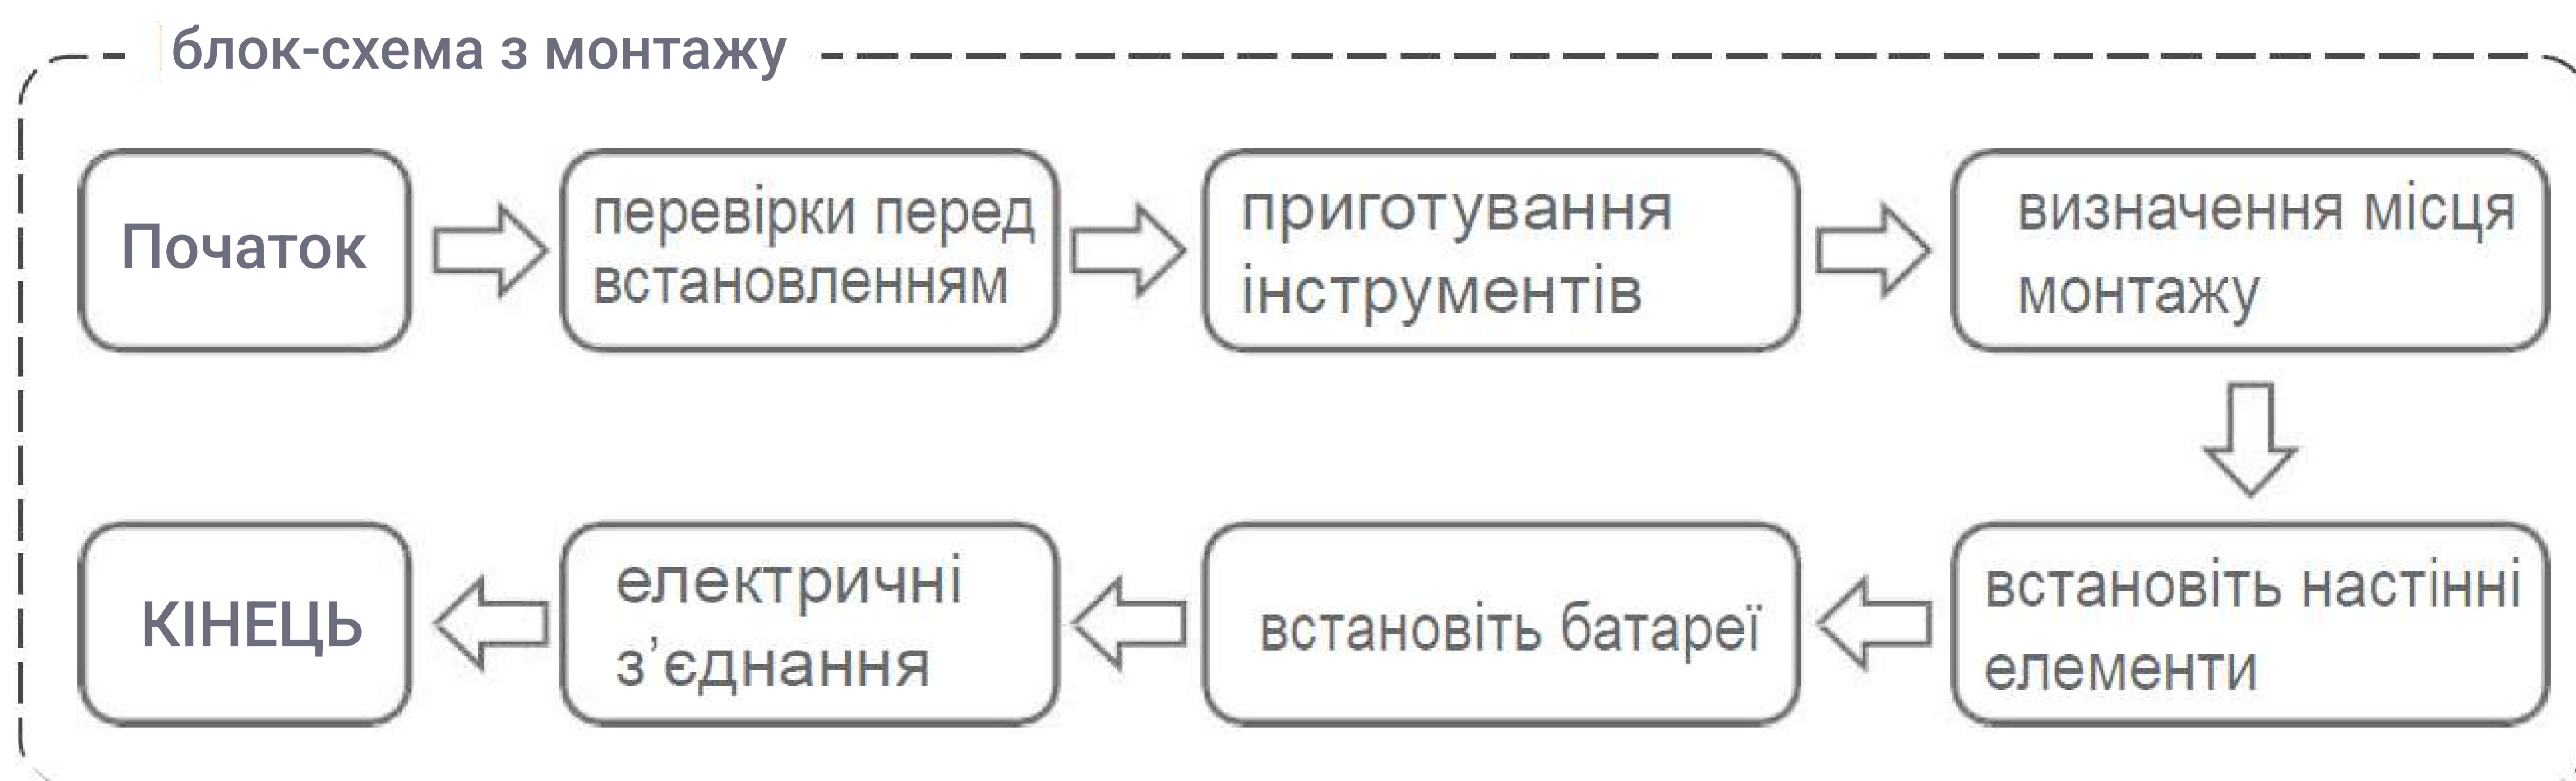 блок-схема з монтажу
Початок
перевірки перед
встановленням
приготування
інструментів
визначення місця
монтажу
встановіть настінні
елементи
встановіть батареї
електричні
з’єднання
КІНЕЦЬ